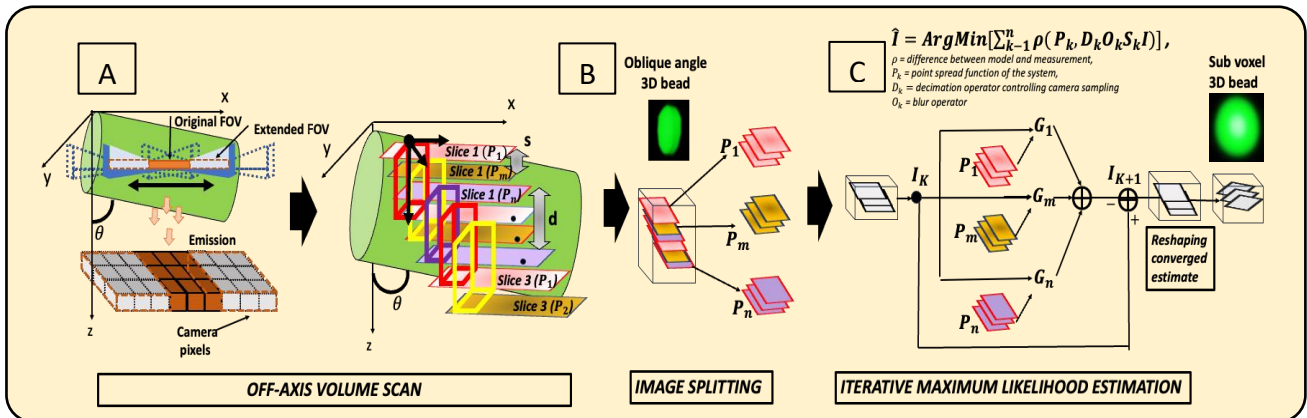 A
x
Original FOV
Extended FOV
y
θ
Emission
z
Camera
pixels
x
y
Slice 1 (P₁)
s
Slice 1 (Pₘ)
Slice 1 (Pₙ)
d
Slice 3 (P₁)
Slice 3 (P₂)
θ
z
OFF-AXIS VOLUME SCAN
B
Oblique angle
3D bead
P₁
Pₘ
Pₙ
IMAGE SPLITTING
C
Î = ArgMin[∑ⁿₖ₋₁ ρ(Pₖ, DₖOₖSₖI)] ,
ρ = difference between model and measurement,
Pₖ = point spread function of the system,
Dₖ = decimation operator controlling camera sampling
Oₖ = blur operator
Sub voxel
3D bead
G₁
P₁
I_K
I_{K+1}
Gₘ
−
+
Pₘ
Reshaping
converged
estimate
Gₙ
Pₙ
ITERATIVE MAXIMUM LIKELIHOOD ESTIMATION